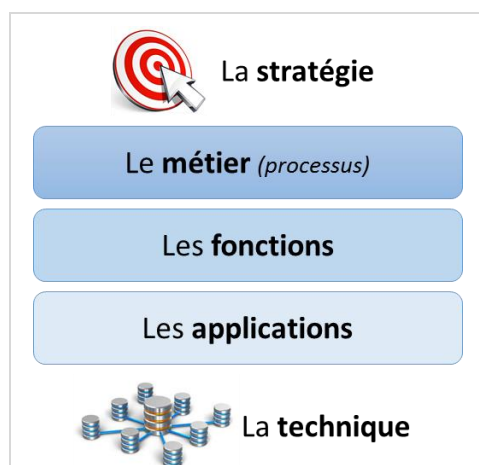 La stratégie
Le métier (processus)
Les fonctions
Les applications
La technique